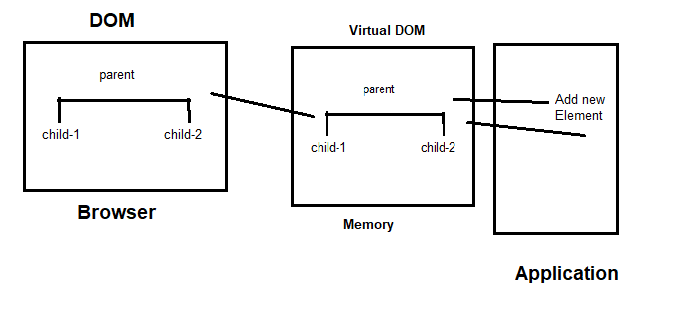 DOM
parent
child-1
child-2
Browser
Virtual DOM
parent
child-1
child-2
Memory
Add new
Element
Application